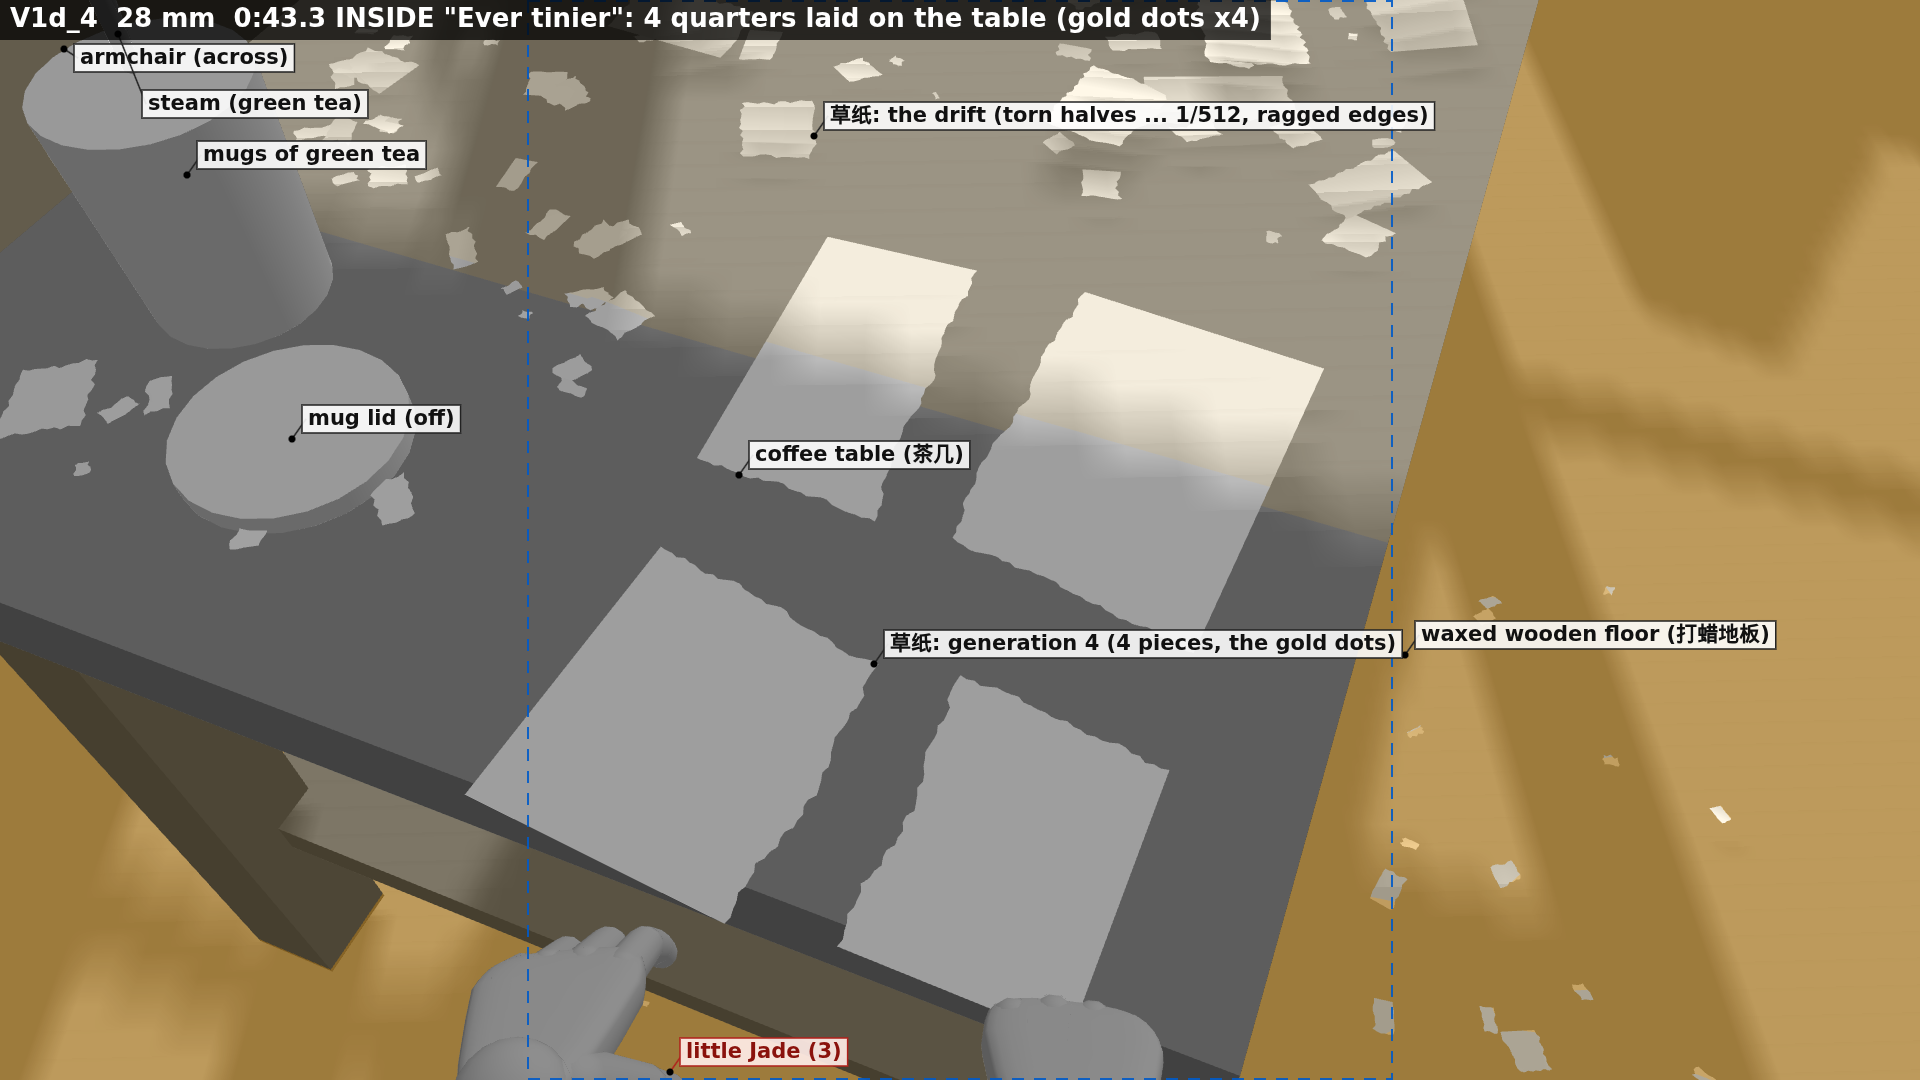 V1d_4  28 mm  0:43.3 INSIDE "Ever tinier": 4 quarters laid on the table (gold dots x4)
armchair (across)
steam (green tea)
草纸: the drift (torn halves ... 1/512, ragged edges)
mugs of green tea
mug lid (off)
coffee table (茶几)
草纸: generation 4 (4 pieces, the gold dots)
waxed wooden floor (打蜡地板)
little Jade (3)